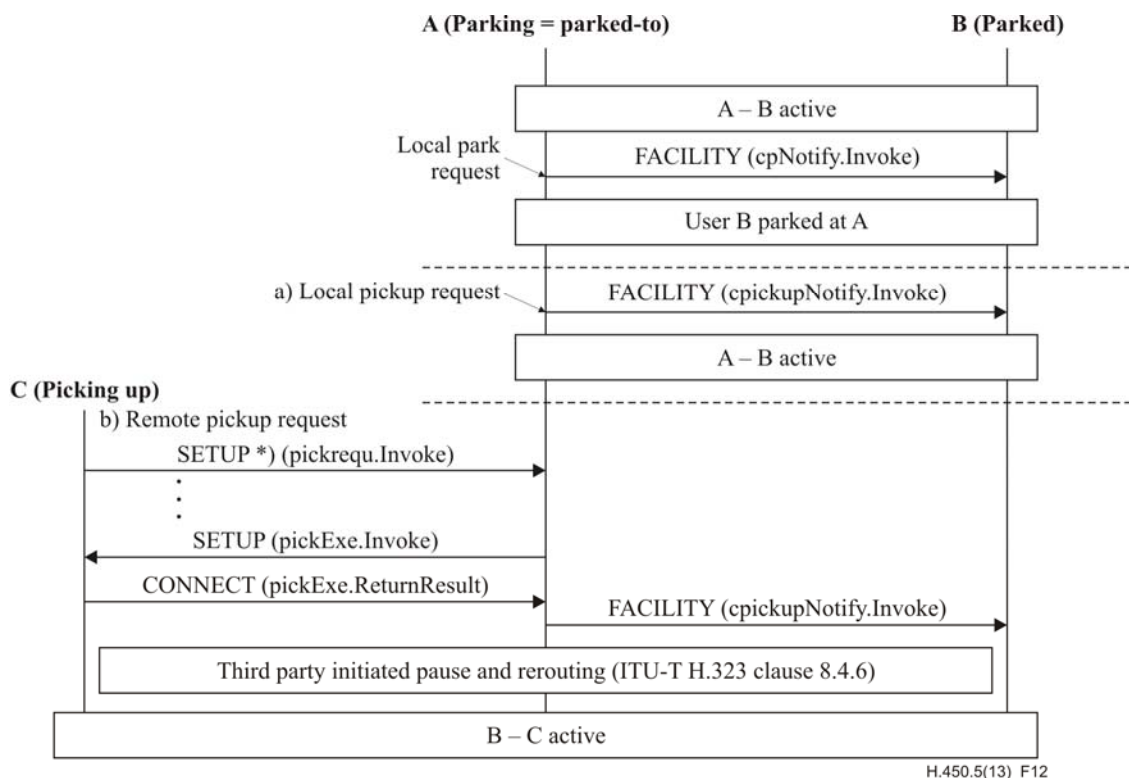 A (Parking = parked-to)
B (Parked)
A – B active
Local park
request
FACILITY (cpNotify.Invoke)
User B parked at A
a) Local pickup request
FACILITY (cpickupNotify.Invoke)
A – B active
C (Picking up)
b) Remote pickup request
SETUP *) (pickrequ.Invoke)
SETUP (pickExe.Invoke)
CONNECT (pickExe.ReturnResult)
FACILITY (cpickupNotify.Invoke)
Third party initiated pause and rerouting (ITU-T H.323 clause 8.4.6)
B – C active
H.450.5(13)_F12